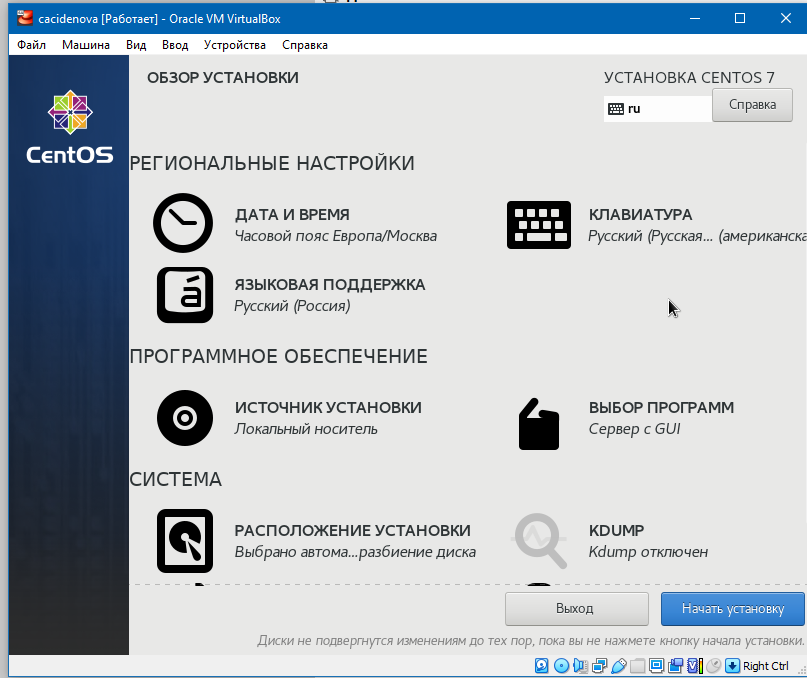 cacidenova [Работает] - Oracle VM VirtualBox
Файл Машина Вид Ввод Устройства Справка
ОБЗОР УСТАНОВКИ
УСТАНОВКА CENTOS 7
ru
Справка
CentOS
РЕГИОНАЛЬНЫЕ НАСТРОЙКИ
ДАТА И ВРЕМЯ
Часовой пояс Европа/Москва
КЛАВИАТУРА
Русский (Русская... (американска
ЯЗЫКОВАЯ ПОДДЕРЖКА
Русский (Россия)
ПРОГРАММНОЕ ОБЕСПЕЧЕНИЕ
ИСТОЧНИК УСТАНОВКИ
Локальный носитель
ВЫБОР ПРОГРАММ
Сервер с GUI
СИСТЕМА
РАСПОЛОЖЕНИЕ УСТАНОВКИ
Выбрано автома...разбиение диска
KDUMP
Kdump отключен
Выход
Начать установку
Диски не подвергнутся изменениям до тех пор, пока вы не нажмете кнопку начала установки.
Right Ctrl